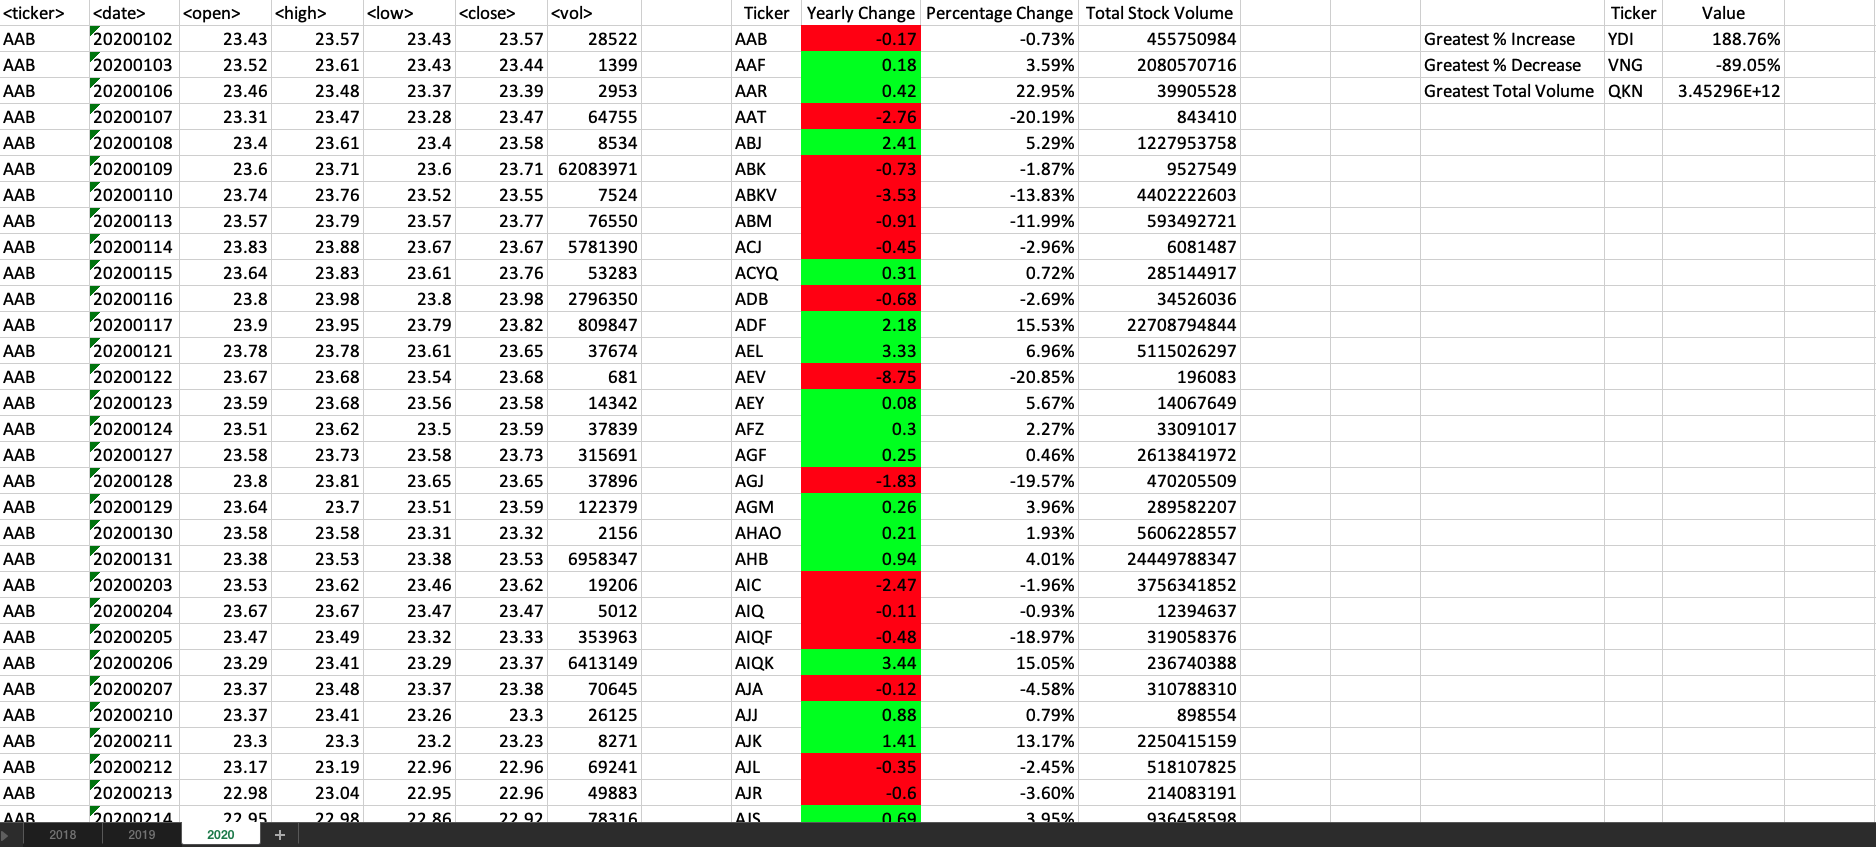 <ticker> <date> <open> <high> <low> <close> <vol> Ticker Yearly Change Percentage Change Total Stock Volume Ticker Value
AAB 20200102 23.43 23.57 23.43 23.57 28522 AAB -0.17 -0.73% 455750984 Greatest % Increase YDI 188.76%
AAB 20200103 23.52 23.61 23.43 23.44 1399 AAF 0.18 3.59% 2080570716 Greatest % Decrease VNG -89.05%
AAB 20200106 23.46 23.48 23.37 23.39 2953 AAR 0.42 22.95% 39905528 Greatest Total Volume QKN 3.45296E+12
AAB 20200107 23.31 23.47 23.28 23.47 64755 AAT -2.76 -20.19% 843410
AAB 20200108 23.4 23.61 23.4 23.58 8534 ABJ 2.41 5.29% 1227953758
AAB 20200109 23.6 23.71 23.6 23.71 62083971 ABK -0.73 -1.87% 9527549
AAB 20200110 23.74 23.76 23.52 23.55 7524 ABKV -3.53 -13.83% 4402222603
AAB 20200113 23.57 23.79 23.57 23.77 76550 ABM -0.91 -11.99% 593492721
AAB 20200114 23.83 23.88 23.67 23.67 5781390 ACJ -0.45 -2.96% 6081487
AAB 20200115 23.64 23.83 23.61 23.76 53283 ACYQ 0.31 0.72% 285144917
AAB 20200116 23.8 23.98 23.8 23.98 2796350 ADB -0.68 -2.69% 34526036
AAB 20200117 23.9 23.95 23.79 23.82 809847 ADF 2.18 15.53% 22708794844
AAB 20200121 23.78 23.78 23.61 23.65 37674 AEL 3.33 6.96% 5115026297
AAB 20200122 23.67 23.68 23.54 23.68 681 AEV -8.75 -20.85% 196083
AAB 20200123 23.59 23.68 23.56 23.58 14342 AEY 0.08 5.67% 14067649
AAB 20200124 23.51 23.62 23.5 23.59 37839 AFZ 0.3 2.27% 33091017
AAB 20200127 23.58 23.73 23.58 23.73 315691 AGF 0.25 0.46% 2613841972
AAB 20200128 23.8 23.81 23.65 23.65 37896 AGJ -1.83 -19.57% 470205509
AAB 20200129 23.64 23.7 23.51 23.59 122379 AGM 0.26 3.96% 289582207
AAB 20200130 23.58 23.58 23.31 23.32 2156 AHAO 0.21 1.93% 5606228557
AAB 20200131 23.38 23.53 23.38 23.53 6958347 AHB 0.94 4.01% 24449788347
AAB 20200203 23.53 23.62 23.46 23.62 19206 AIC -2.47 -1.96% 3756341852
AAB 20200204 23.67 23.67 23.47 23.47 5012 AIQ -0.11 -0.93% 12394637
AAB 20200205 23.47 23.49 23.32 23.33 353963 AIQF -0.48 -18.97% 319058376
AAB 20200206 23.29 23.41 23.29 23.37 6413149 AIQK 3.44 15.05% 236740388
AAB 20200207 23.37 23.48 23.37 23.38 70645 AJA -0.12 -4.58% 310788310
AAB 20200210 23.37 23.41 23.26 23.3 26125 AJJ 0.88 0.79% 898554
AAB 20200211 23.3 23.3 23.2 23.23 8271 AJK 1.41 13.17% 2250415159
AAB 20200212 23.17 23.19 22.96 22.96 69241 AJL -0.35 -2.45% 518107825
AAB 20200213 22.98 23.04 22.95 22.96 49883 AJR -0.6 -3.60% 214083191
AAB 20200214 22.95 22.98 22.86 22.92 78316 AJS 0.69 3.95% 936458598
2018 2019 2020 +